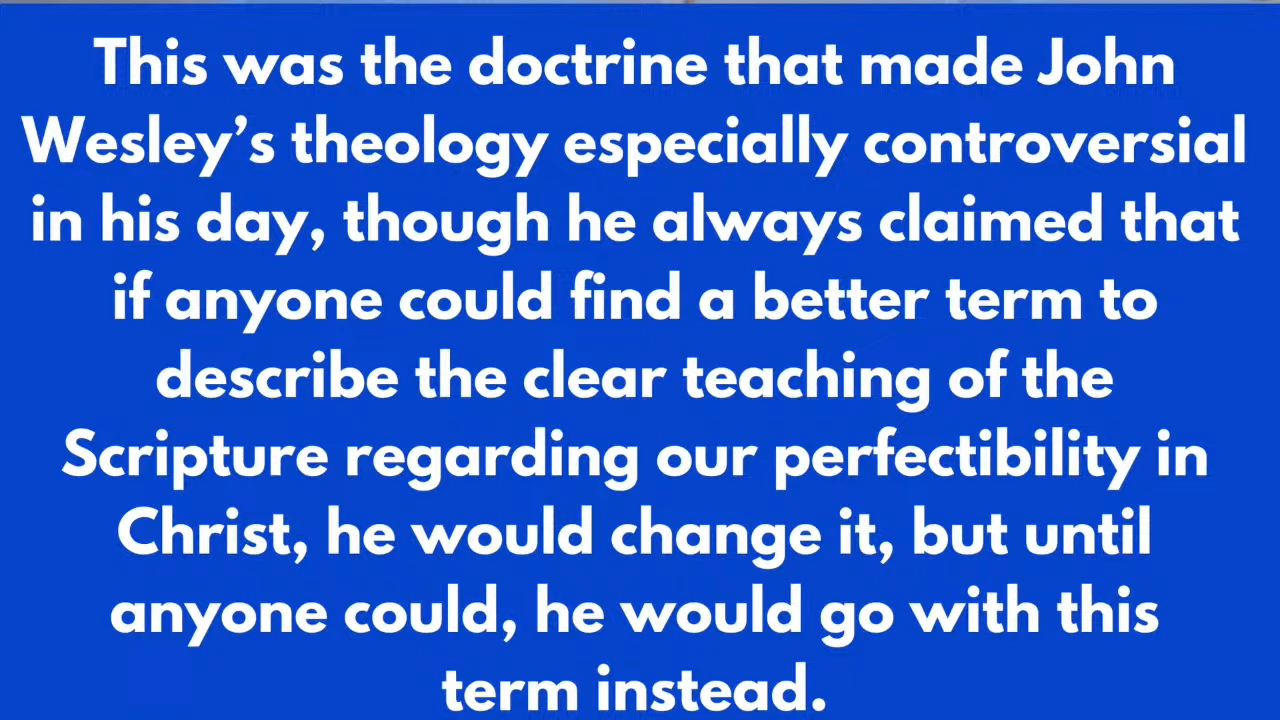 This was the doctrine that made John
Wesley’s theology especially controversial
in his day, though he always claimed that
if anyone could find a better term to
describe the clear teaching of the
Scripture regarding our perfectibility in
Christ, he would change it, but until
anyone could, he would go with this
term instead.